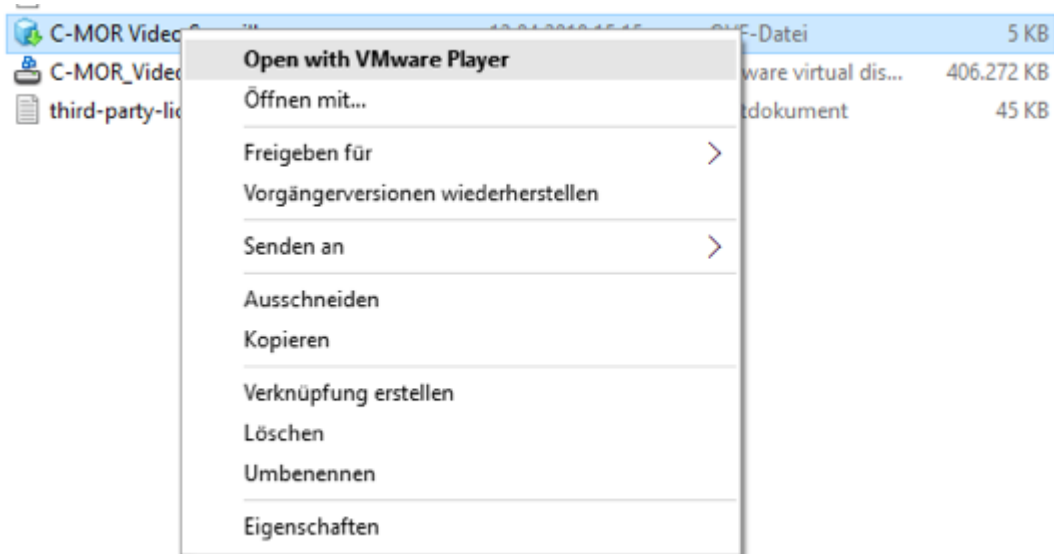 C-MOR Video 5 KB
C-MOR_Video ware virtual dis... 406.272 KB
third-party-lic tdokument 45 KB
Open with VMware Player
Öffnen mit...
Freigeben für
Vorgängerversionen wiederherstellen
Senden an
Ausschneiden
Kopieren
Verknüpfung erstellen
Löschen
Umbenennen
Eigenschaften